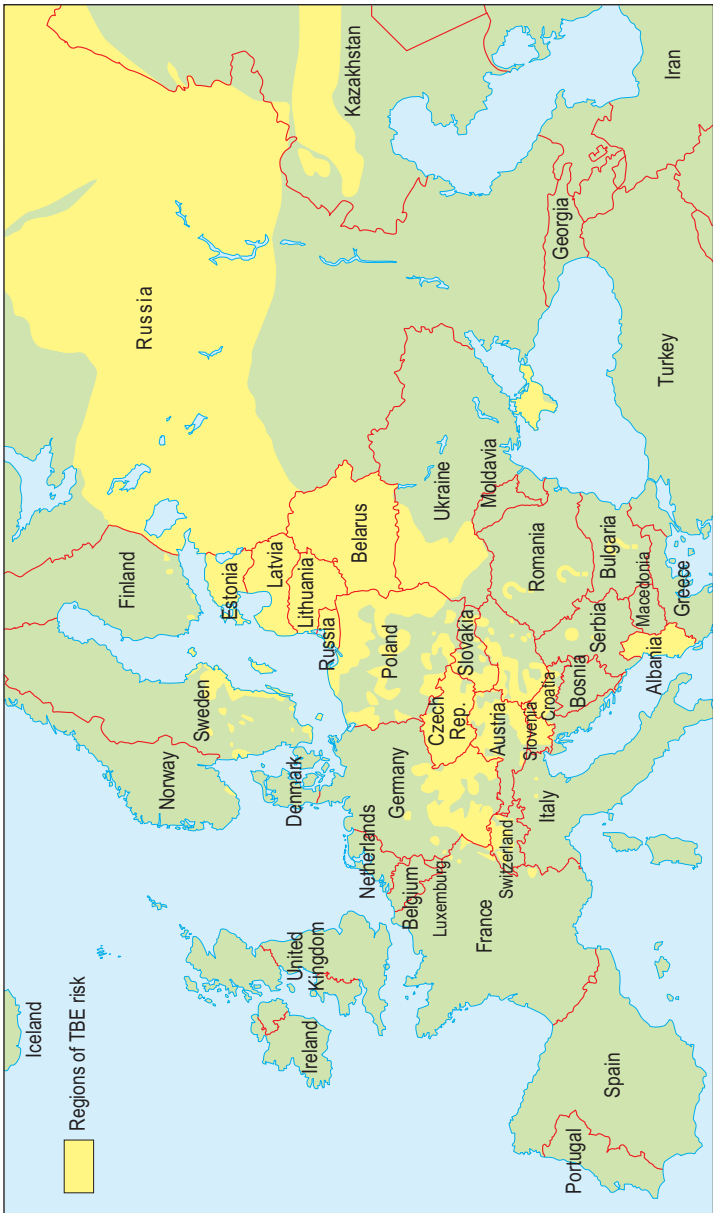 Iceland
Regions of TBE risk
Norway
Sweden
Finland
Russia
Kazakhstan
Estonia
Latvia
Lithuania
Russia
Belarus
Denmark
Ireland
United
Kingdom
Netherlands
Belgium
Luxemburg
Germany
Poland
Czech
Rep.
Slovakia
Ukraine
Moldavia
France
Switzerland
Austria
Slovenia
Croatia
Bosnia
Serbia
Romania
?
?
Bulgaria
Italy
Albania
Macedonia
Greece
Portugal
Spain
Turkey
Georgia
Iran